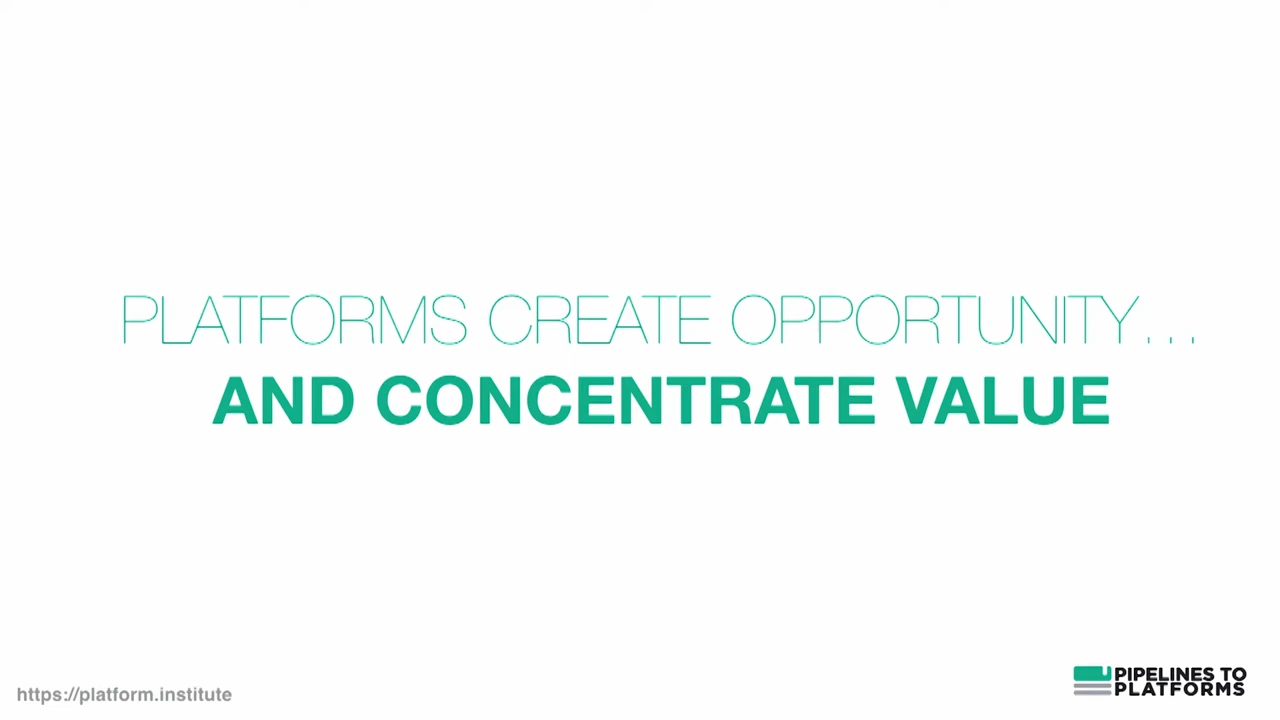 PLATFORMS CREATE OPPORTUNITY...
AND CONCENTRATE VALUE
https://platform.institute
PIPELINES TO
PLATFORMS